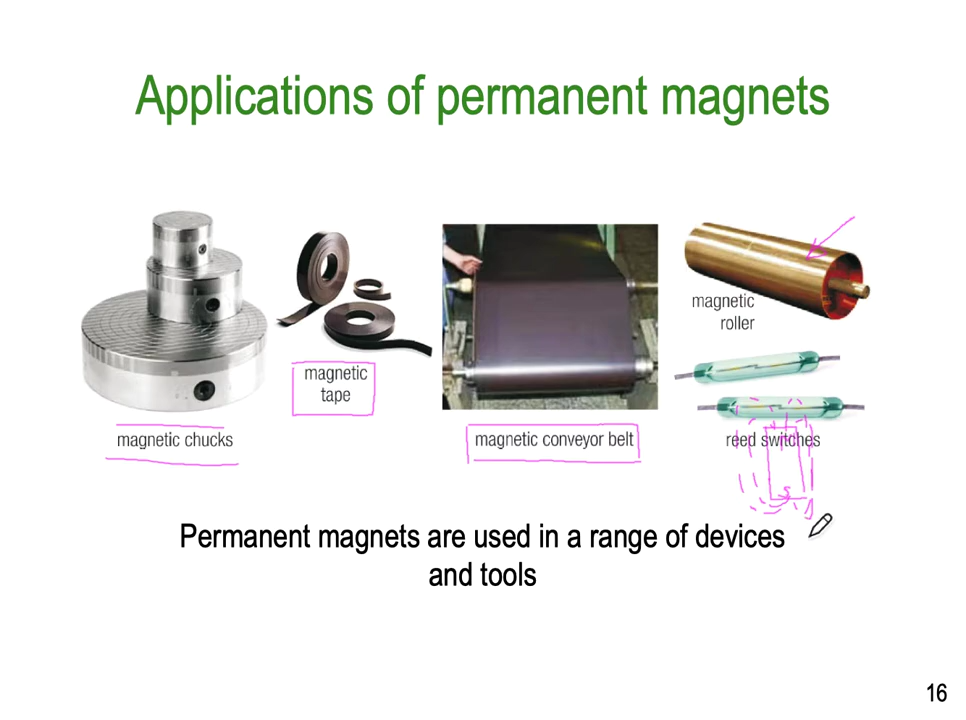 Applications of permanent magnets
magnetic chucks
magnetic
tape
magnetic conveyor belt
magnetic
roller
reed switches
S
Permanent magnets are used in a range of devices
and tools
16